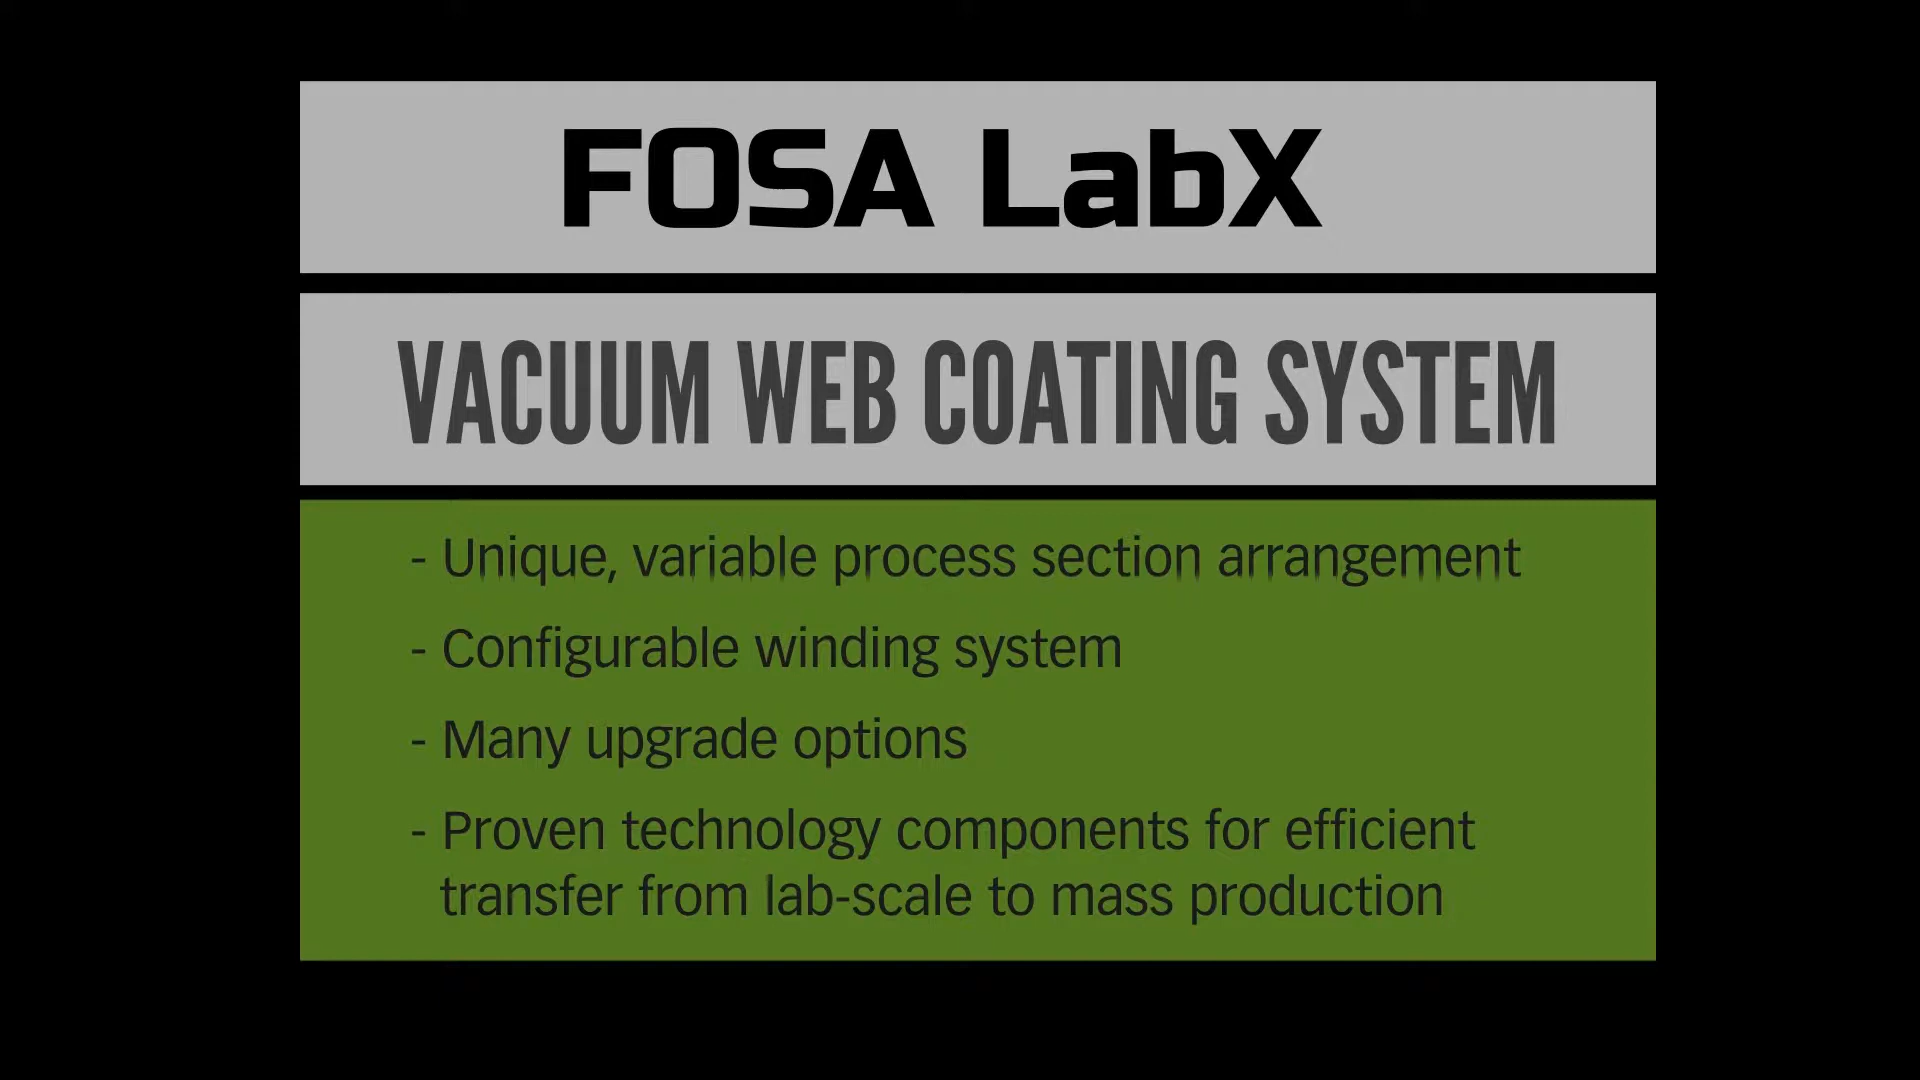 FOSA LabX
VACUUM WEB COATING SYSTEM
- Unique, variable process section arrangement
- Configurable winding system
- Many upgrade options
- Proven technology components for efficient
transfer from lab-scale to mass production